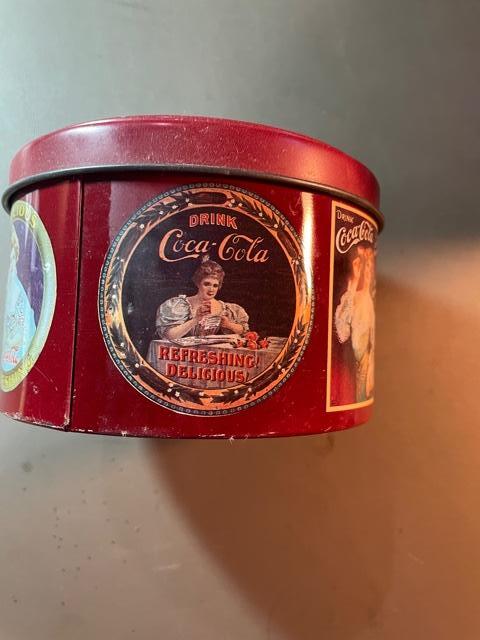 DRINK
Coca-Cola
REFRESHING!
DELICIOUS!
DRINK
Coca-Cola